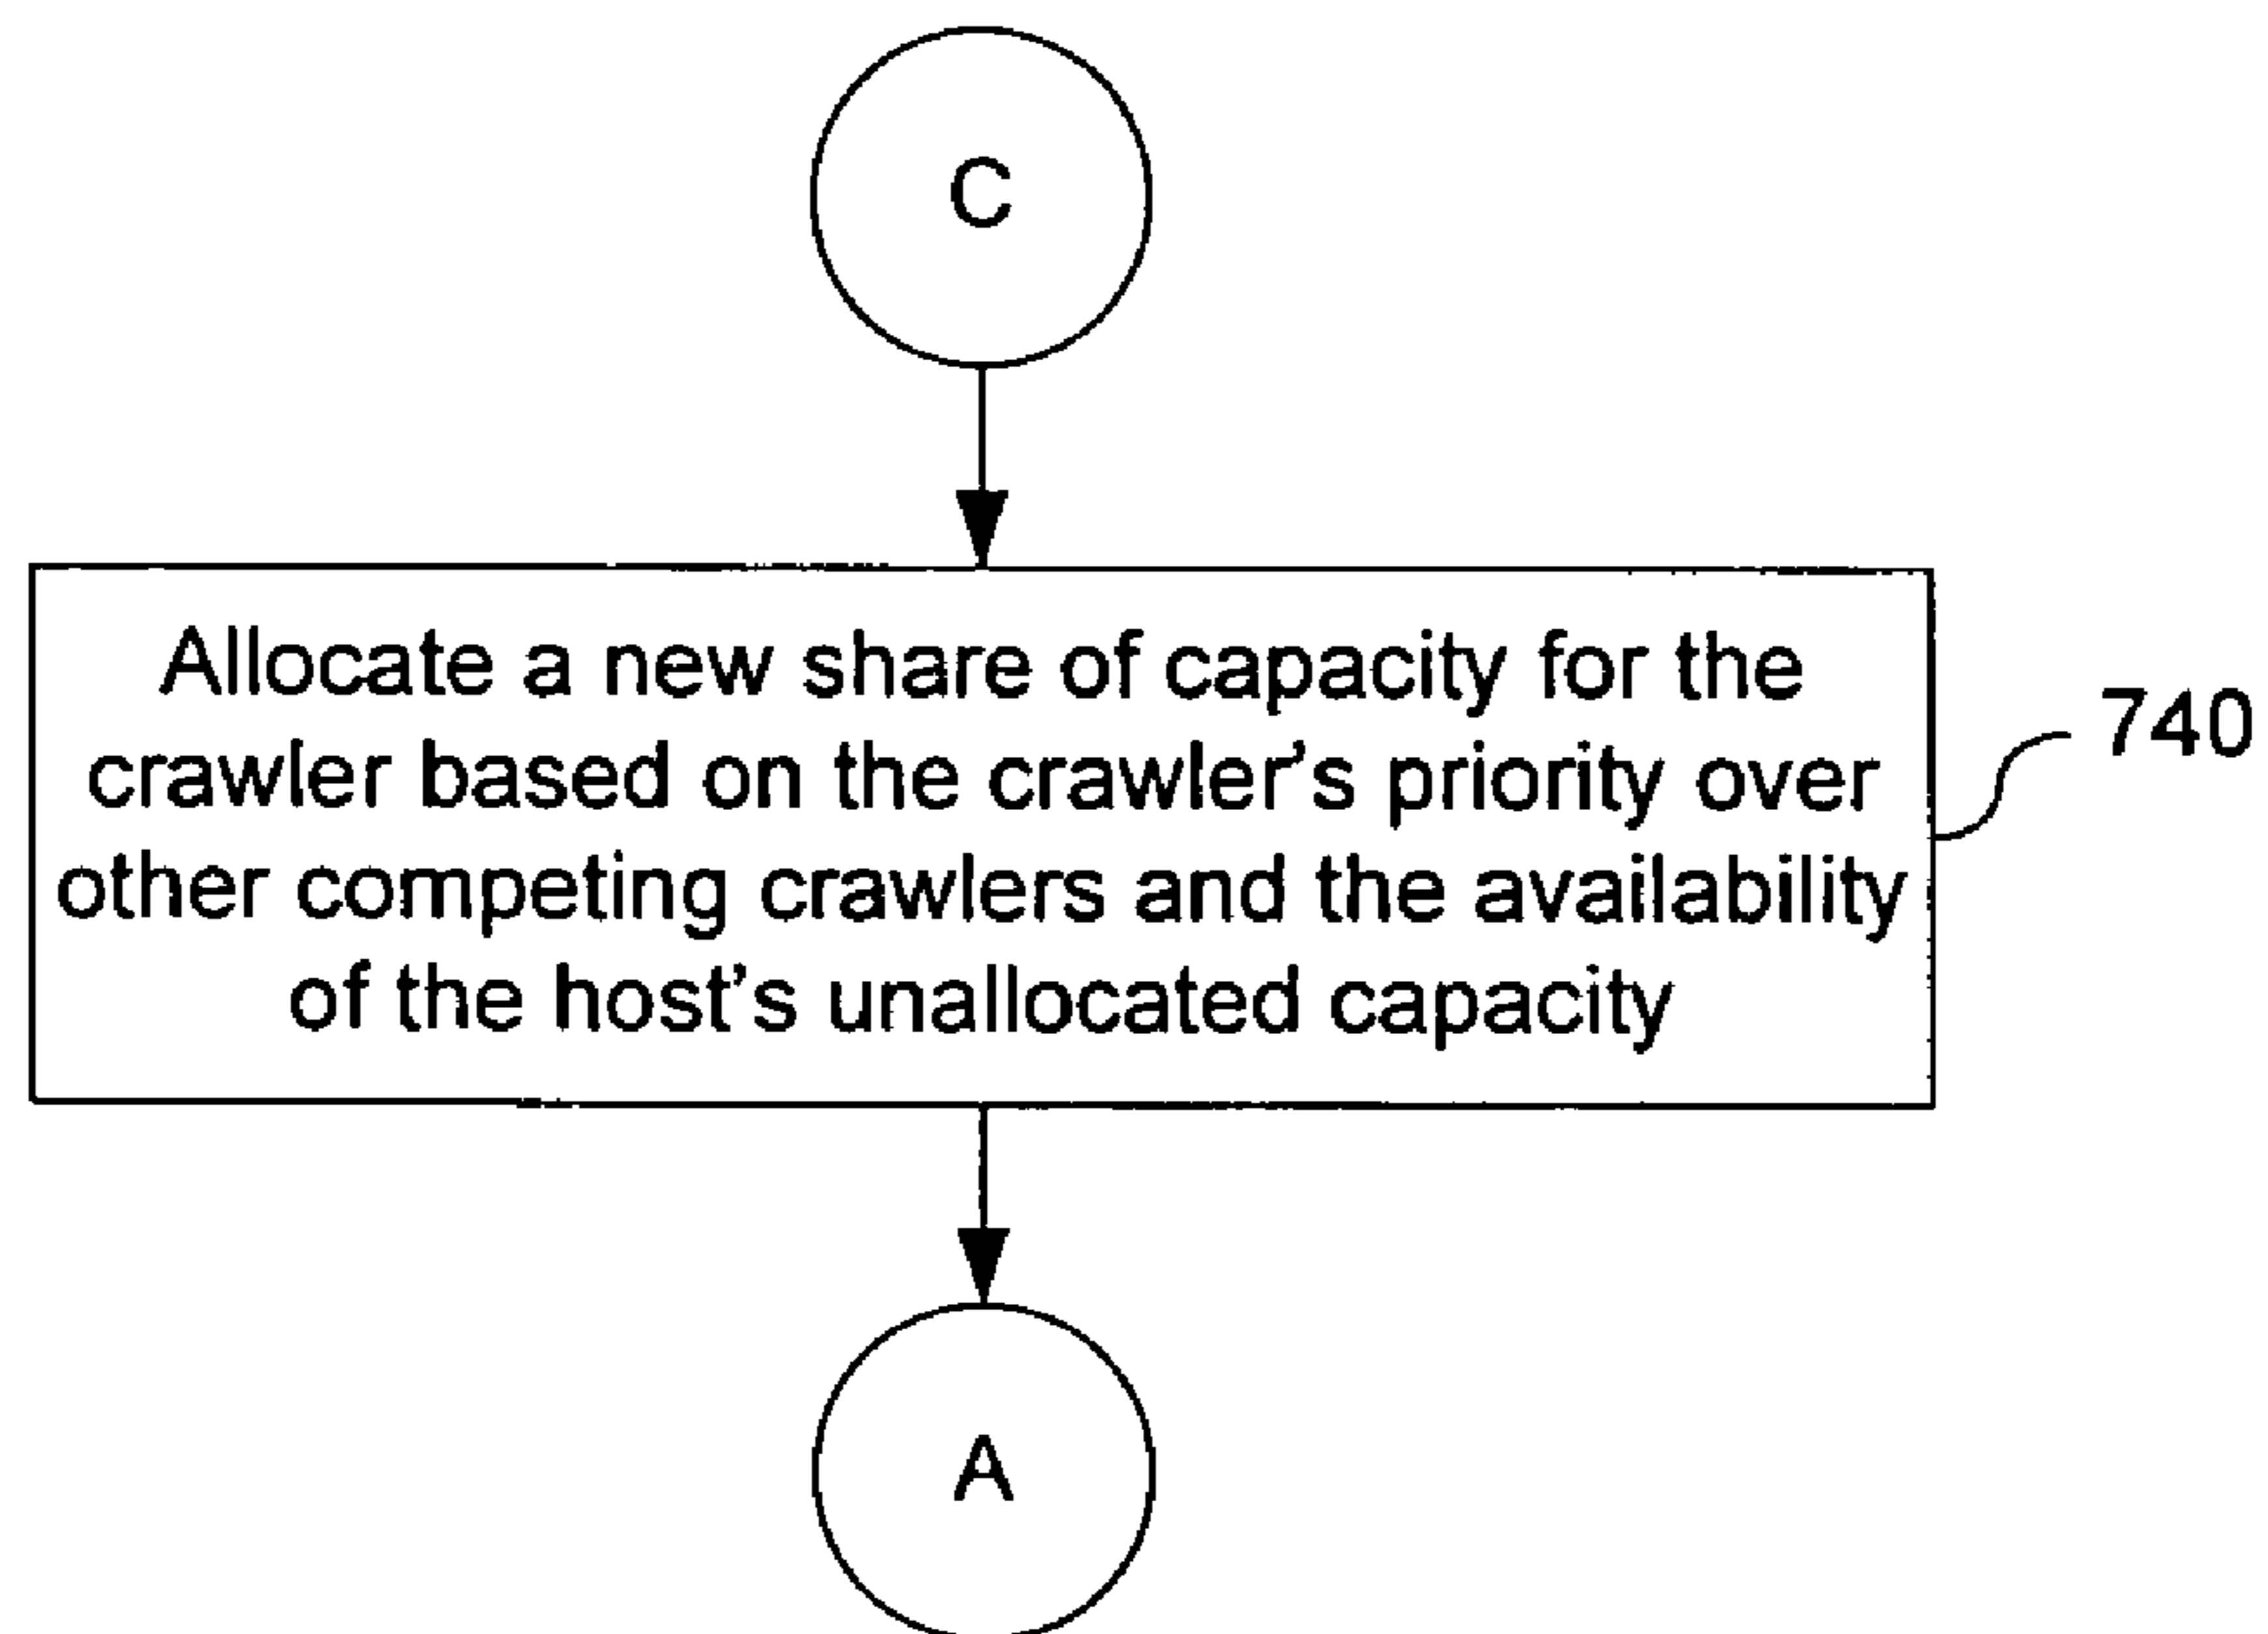 C
Allocate a new share of capacity for the
crawler based on the crawler's priority over
other competing crawlers and the availability
of the host's unallocated capacity
740
A